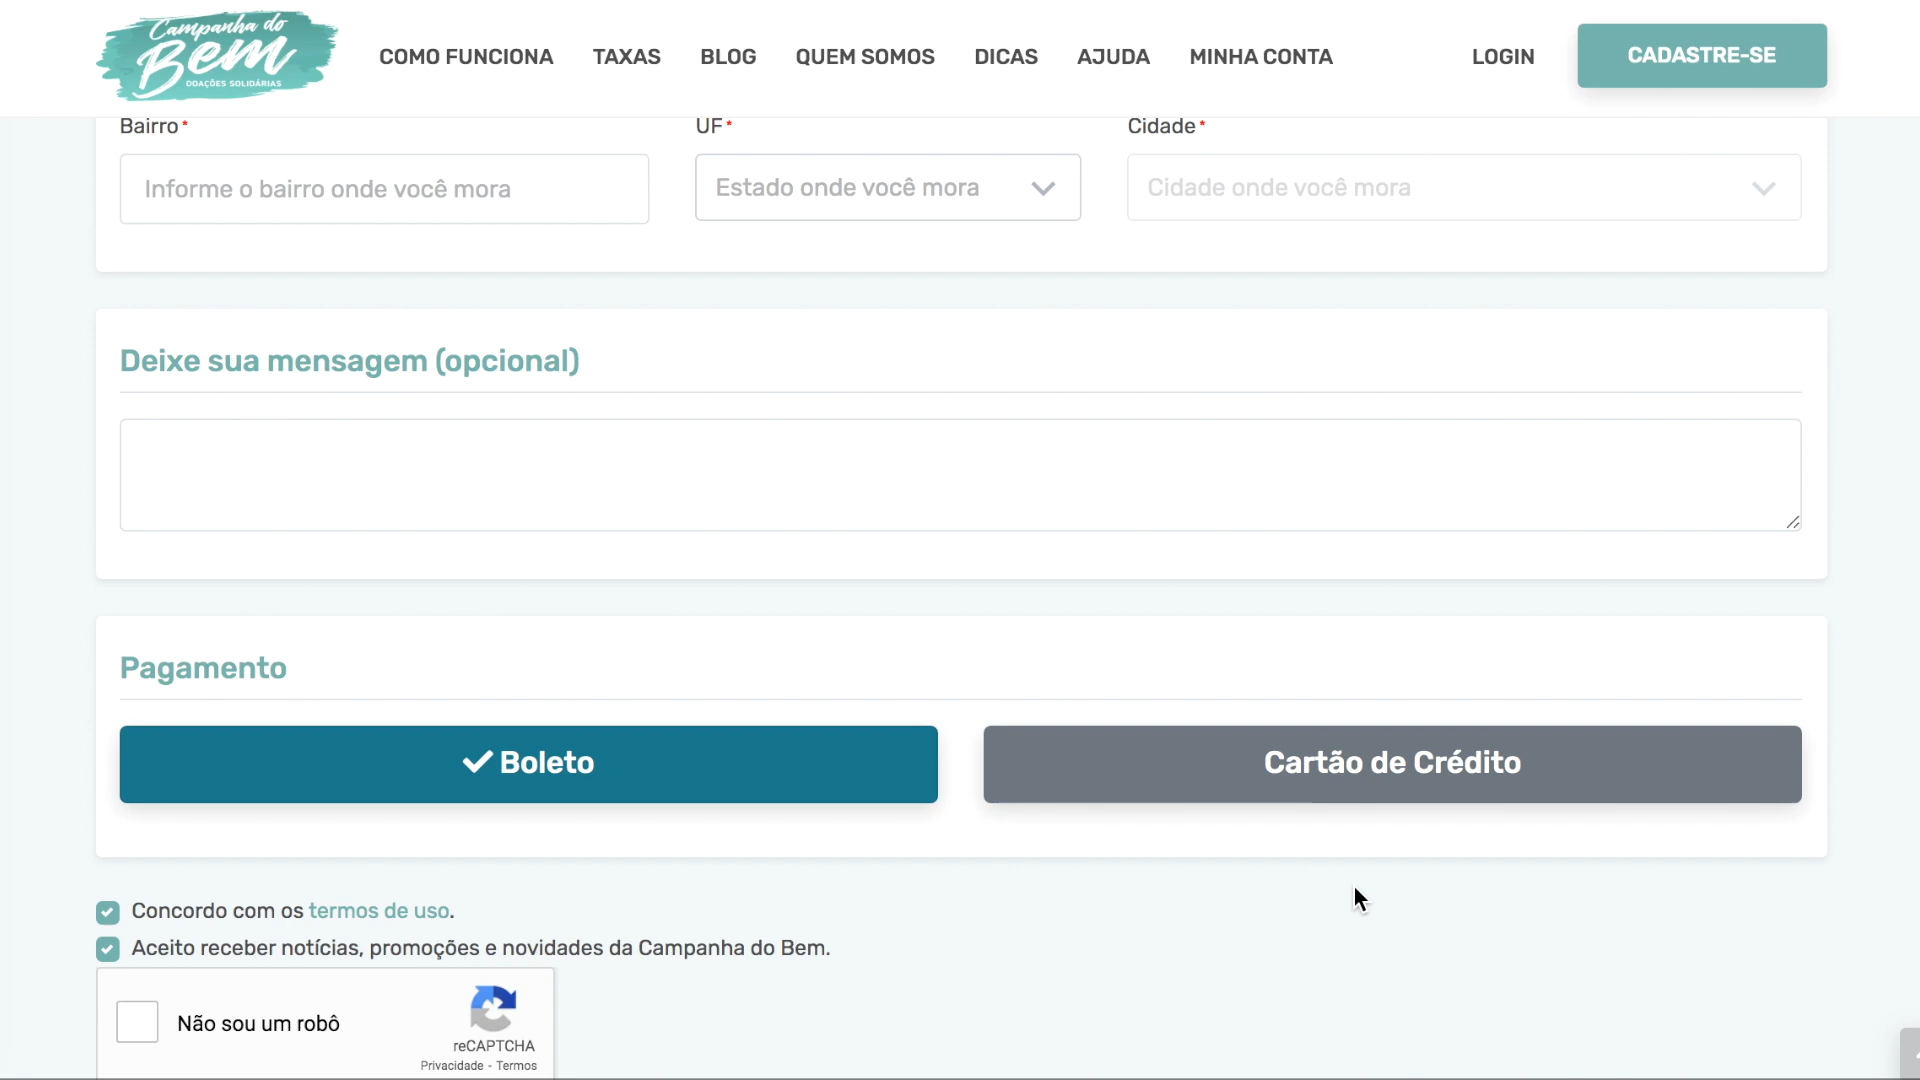 Campanha do
Bem
DOAÇÕES SOLIDÁRIAS
COMO FUNCIONA
TAXAS
BLOG
QUEM SOMOS
DICAS
AJUDA
MINHA CONTA
LOGIN
CADASTRE-SE
Bairro*
UF*
Cidade*
Informe o bairro onde você mora
Estado onde você mora
Cidade onde você mora
Deixe sua mensagem (opcional)
Pagamento
Boleto
Cartão de Crédito
Concordo com os termos de uso.
Aceito receber notícias, promoções e novidades da Campanha do Bem.
Não sou um robô
reCAPTCHA
Privacidade - Termos